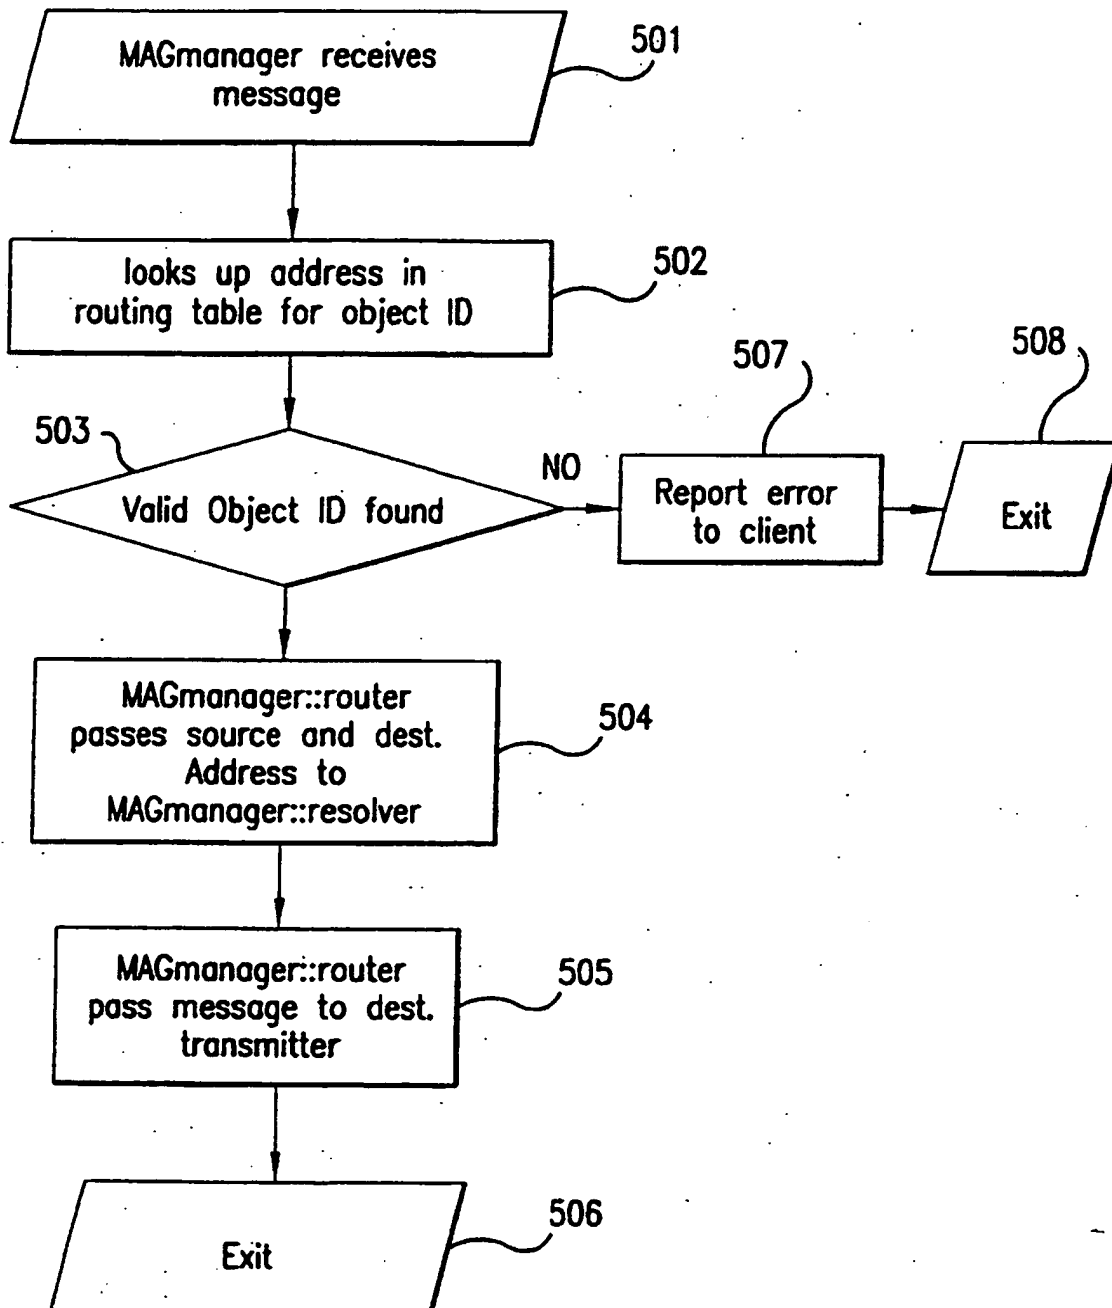 MAGmanager receives
message
501
looks up address in
routing table for object ID
502
503
Valid Object ID found
NO
507
Report error
to client
508
Exit
MAGmanager::router
passes source and dest.
Address to
MAGmanager::resolver
504
MAGmanager::router
pass message to dest.
transmitter
505
Exit
506